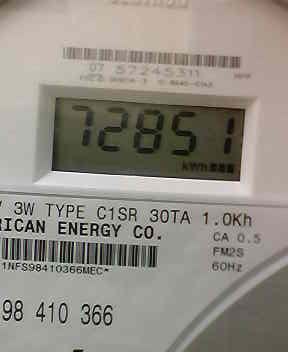 07 57245311
72851
kWh
3W TYPE C1SR 30TA 1.0Kh
RICAN ENERGY CO.
CA 0.5
FM2S
1NFS98410366MEC*
60Hz
98 410 366